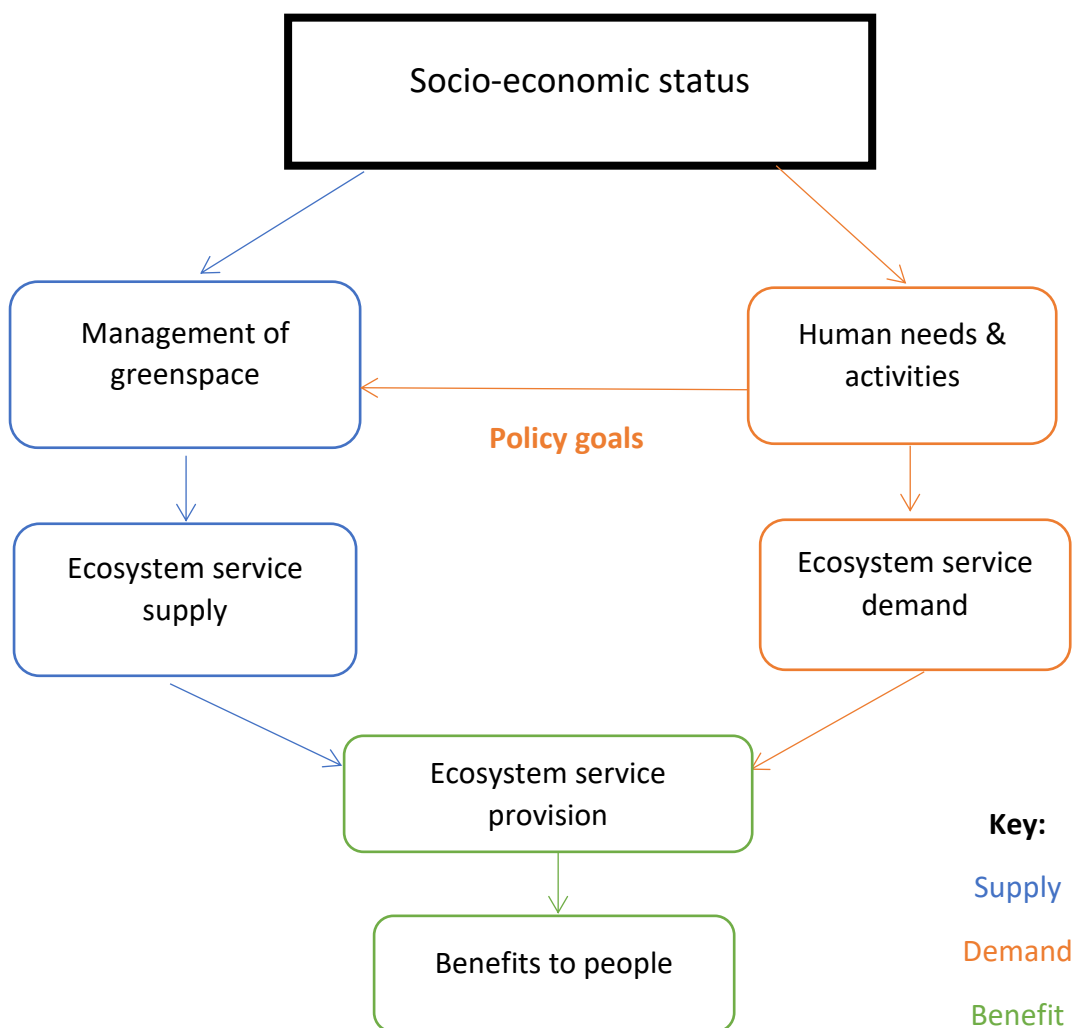 Socio-economic status
Management of
greenspace
Human needs &
activities
Policy goals
Ecosystem service
supply
Ecosystem service
demand
Ecosystem service
provision
Benefits to people
Key:
Supply
Demand
Benefit